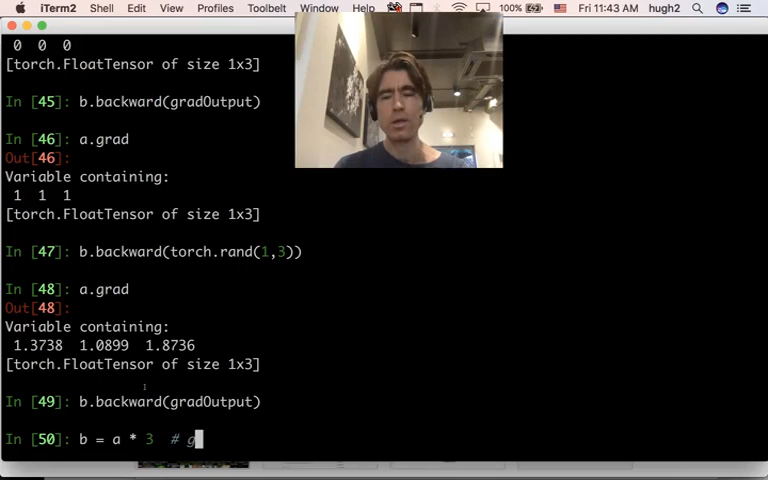 iTerm2 Shell Edit View Profiles Toolbelt Window Help 100% Fri 11:43 AM hugh2
0 0 0
[torch.FloatTensor of size 1x3]
In [45]: b.backward(gradOutput)
In [46]: a.grad
Out[46]:
Variable containing:
1 1 1
[torch.FloatTensor of size 1x3]
In [47]: b.backward(torch.rand(1,3))
In [48]: a.grad
Out[48]:
Variable containing:
1.3738 1.0899 1.8736
[torch.FloatTensor of size 1x3]
In [49]: b.backward(gradOutput)
In [50]: b = a * 3 # g